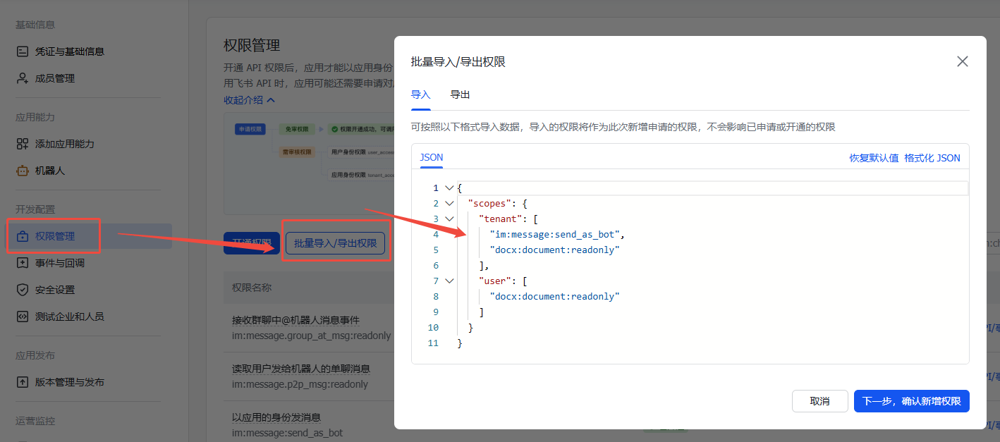 基础信息
凭证与基础信息
成员管理
应用能力
添加应用能力
机器人
开发配置
权限管理
事件与回调
安全设置
测试企业和人员
应用发布
版本管理与发布
运营监控
权限管理
开通 API 权限后，应用才能以应用身份
用飞书 API 时，应用可能还需要申请对
收起介绍
申请权限
免审权限
权限开通成功，可调
需审核权限
用户身份权限 user_acces
应用身份权限 tenant_acc
开通权限
批量导入/导出权限
权限名称
接收群聊中@机器人消息事件
im:message.group_at_msg:readonly
读取用户发给机器人的单聊消息
im:message.p2p_msg:readonly
以应用的身份发消息
im:message:send_as_bot
批量导入/导出权限
导入 导出
可按照以下格式导入数据，导入的权限将作为此次新增申请的权限，不会影响已申请或开通的权限
JSON
恢复默认值 格式化 JSON
1 {
2 "scopes": {
3 "tenant": [
4 "im:message:send_as_bot",
5 "docx:document:readonly"
6 ],
7 "user": [
8 "docx:document:readonly"
9 ]
10 }
11 }
取消
下一步，确认新增权限